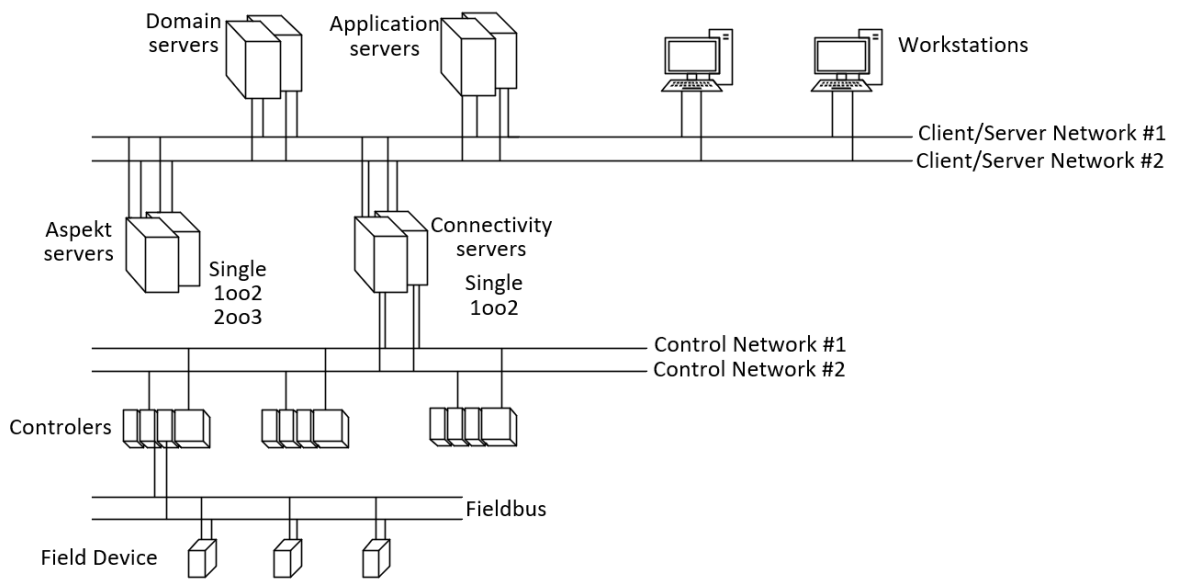 Domain
servers
Application
servers
Workstations
Client/Server Network #1
Client/Server Network #2
Aspekt
servers
Single
1oo2
2oo3
Connectivity
servers
Single
1oo2
Control Network #1
Control Network #2
Controlers
Fieldbus
Field Device